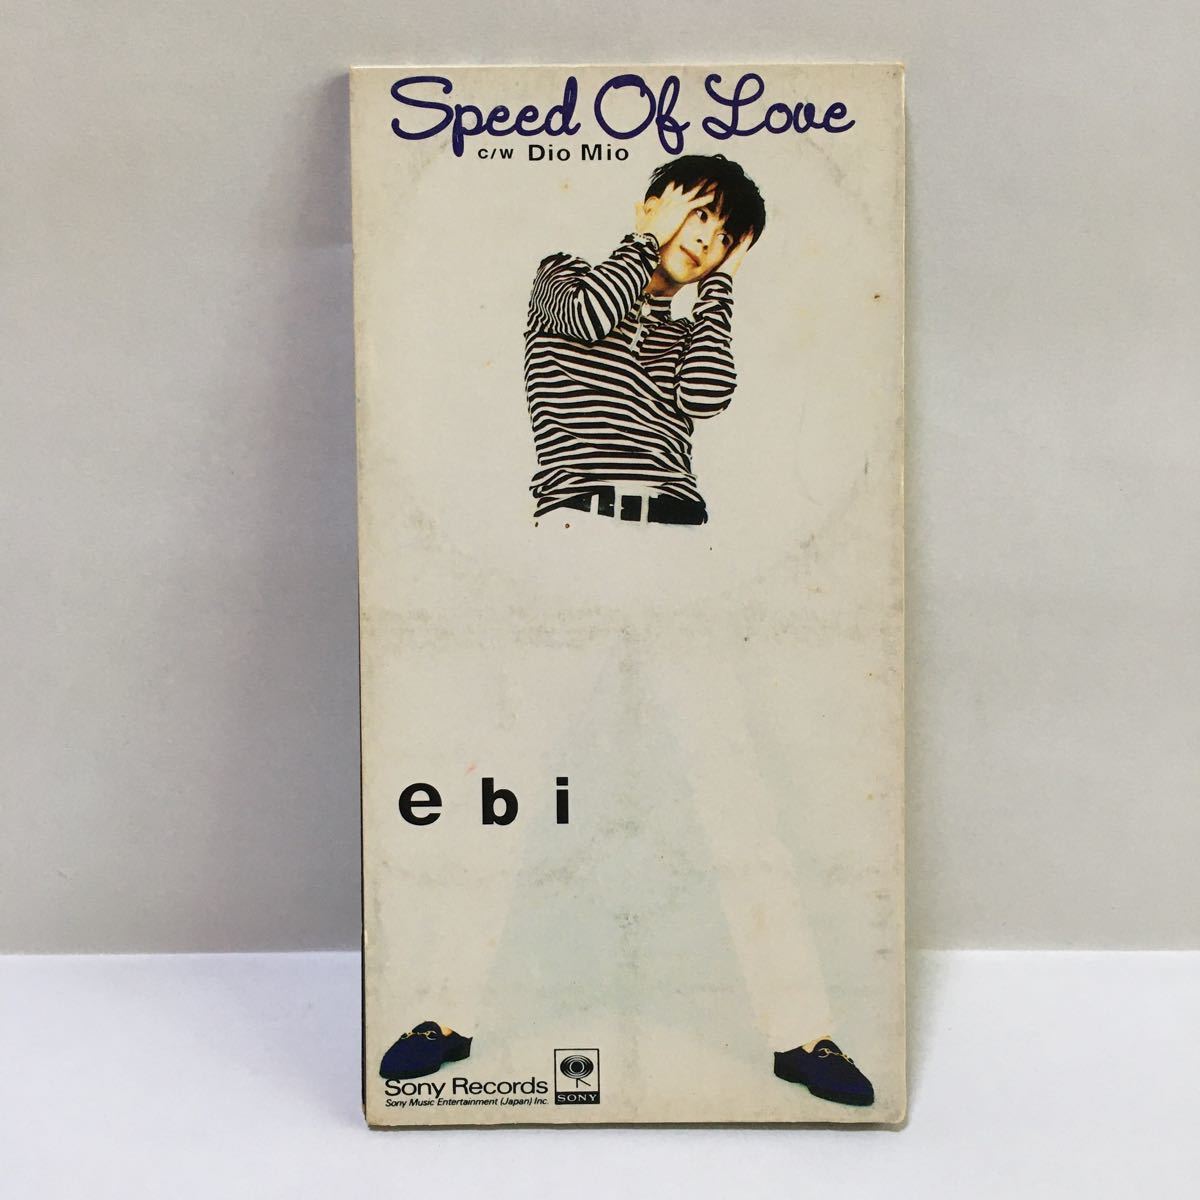 Speed Of Love
c/w Dio Mio
ebi
Sony Records
Sony Music Entertainment (Japan) Inc.
SONY